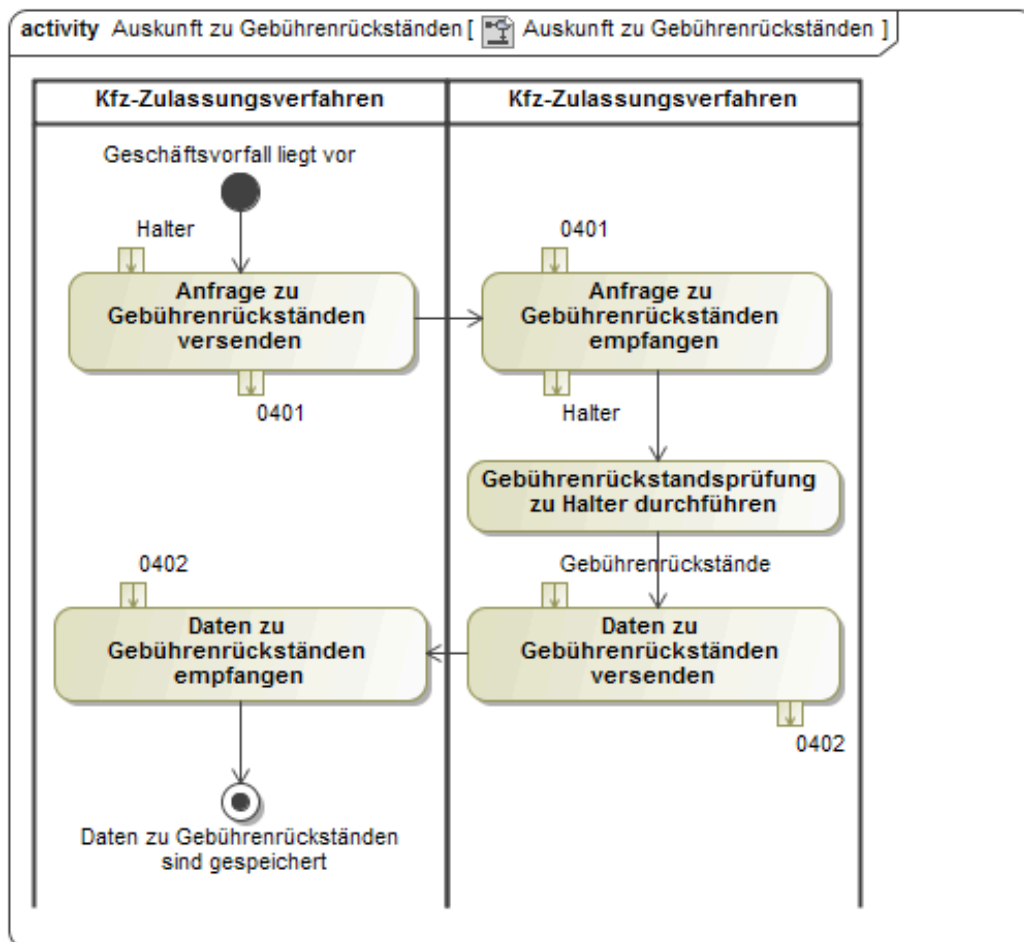 activity Auskunft zu Gebührenrückständen [ Auskunft zu Gebührenrückständen ]
Kfz-Zulassungsverfahren
Kfz-Zulassungsverfahren
Geschäftsvorfall liegt vor
Halter
0401
Anfrage zu
Gebührenrückständen
versenden
Anfrage zu
Gebührenrückständen
empfangen
0401
Halter
Gebührenrückstandsprüfung
zu Halter durchführen
0402
Gebührenrückstände
Daten zu
Gebührenrückständen
empfangen
Daten zu
Gebührenrückständen
versenden
0402
Daten zu Gebührenrückständen
sind gespeichert